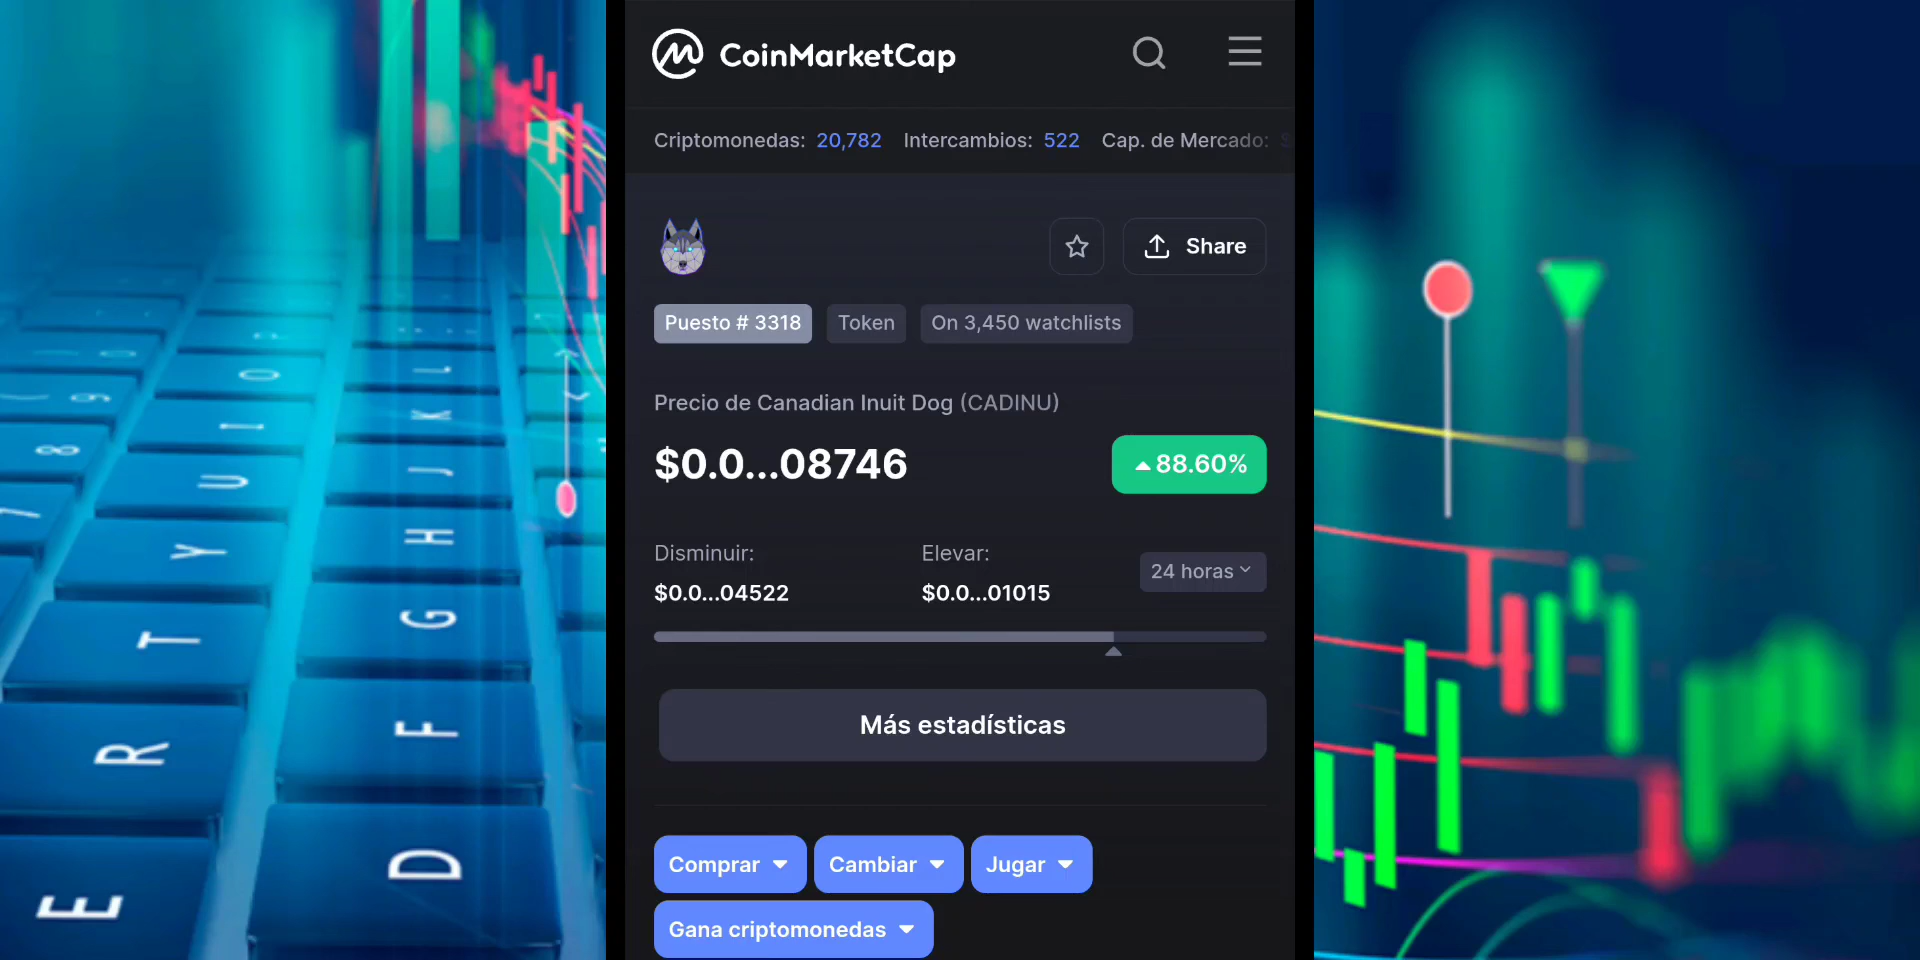 CoinMarketCap
Criptomonedas: 20,782 Intercambios: 522 Cap. de Mercado:
Share
Puesto # 3318 Token On 3,450 watchlists
Precio de Canadian Inuit Dog (CADINU)
$0.0...08746 88.60%
Disminuir: Elevar:
$0.0...04522 $0.0...01015 24 horas
Más estadísticas
Comprar Cambiar Jugar
Gana criptomonedas
O
L
8 I K
U J
7 Y H
T G
R F
E D